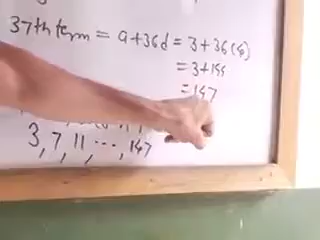 37th term = a+36d = 3+36(4)
= 3+144
= 147
3, 7, 11 ..., 147